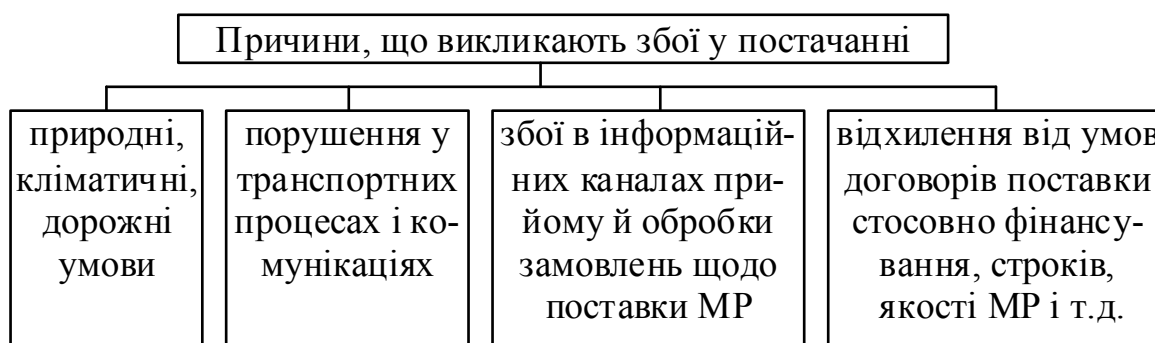 Причини, що викликають збої у постачанні
природні,
кліматичні,
дорожні
умови
порушення у
транспортних
процесах і ко-
мунікаціях
збої в інформацій-
них каналах при-
йому й обробки
замовлень щодо
поставки МР
відхилення від умов
договорів поставки
стосовно фінансу-
вання, строків,
якості МР і т.д.